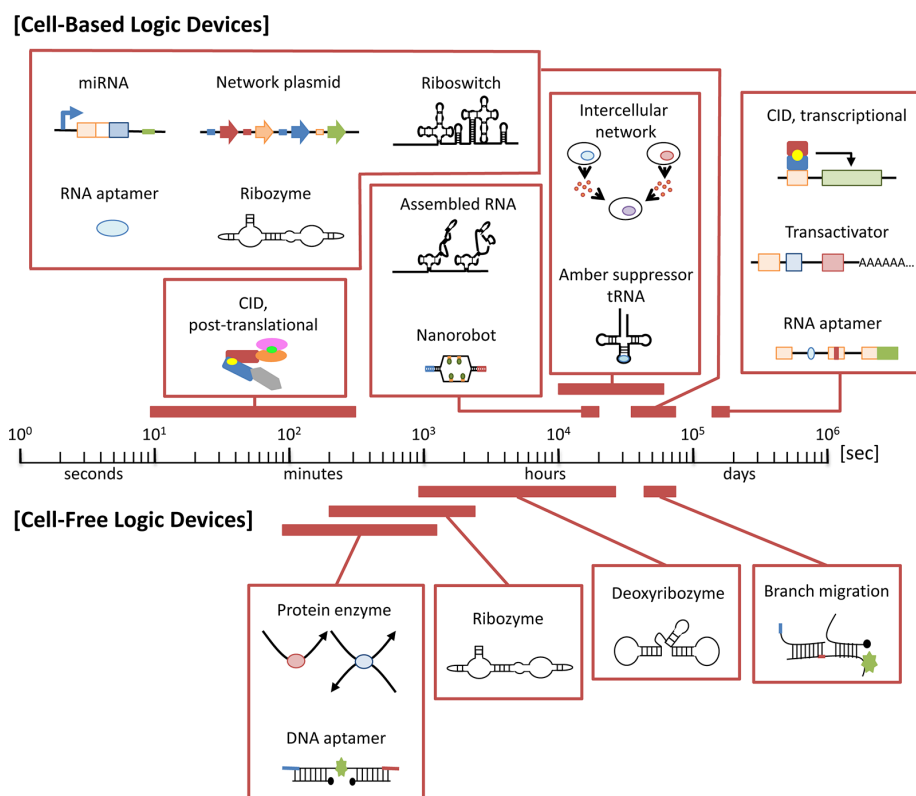 [Cell-Based Logic Devices]
miRNA
Network plasmid
Riboswitch
RNA aptamer
Ribozyme
CID,
post-translational
Assembled RNA
Nanorobot
Intercellular
network
Amber suppressor
tRNA
CID, transcriptional
Transactivator
AAAAAA...
RNA aptamer
10⁰
10¹
10²
10³
10⁴
10⁵
10⁶
[sec]
seconds
minutes
hours
days
[Cell-Free Logic Devices]
Protein enzyme
DNA aptamer
Ribozyme
Deoxyribozyme
Branch migration